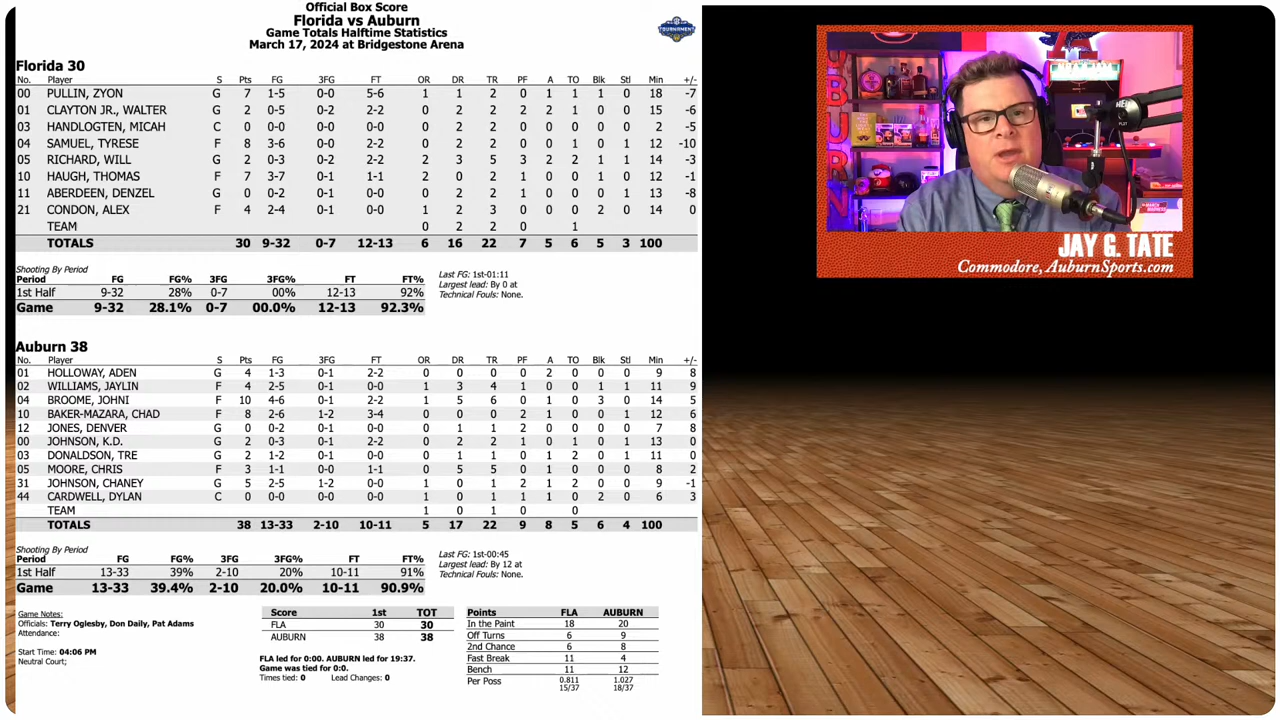 Official Box Score
Florida vs Auburn
Game Totals Halftime Statistics
March 17, 2024 at Bridgestone Arena
TOURNAMENT
Florida 30
No. Player S Pts FG 3FG FT OR DR TR PF A TO Blk Stl Min +/-
00 PULLIN, ZYON G 7 1-5 0-0 5-6 1 1 2 0 1 1 1 0 18 -7
01 CLAYTON JR., WALTER G 2 0-5 0-2 2-2 0 2 2 2 2 1 0 0 15 -6
03 HANDLOGTEN, MICAH C 0 0-0 0-0 0-0 0 2 2 0 0 0 0 0 2 -5
04 SAMUEL, TYRESE F 8 3-6 0-0 2-2 0 2 2 1 0 1 0 1 12 -10
05 RICHARD, WILL G 2 0-3 0-2 2-2 2 3 5 3 2 2 1 1 14 -3
10 HAUGH, THOMAS F 7 3-7 0-1 1-1 2 0 2 1 0 0 1 0 12 -1
11 ABERDEEN, DENZEL G 0 0-2 0-1 0-0 0 2 2 1 0 0 0 1 13 -8
21 CONDON, ALEX F 4 2-4 0-1 0-0 1 2 3 0 0 0 2 0 14 0
TEAM 0 2 2 0 1
TOTALS 30 9-32 0-7 12-13 6 16 22 7 5 6 5 3 100
Shooting By Period
Period FG FG% 3FG 3FG% FT FT%
1st Half 9-32 28% 0-7 00% 12-13 92%
Game 9-32 28.1% 0-7 00.0% 12-13 92.3%
Last FG: 1st-01:11
Largest lead: By 0 at
Technical Fouls: None.
Auburn 38
No. Player S Pts FG 3FG FT OR DR TR PF A TO Blk Stl Min +/-
01 HOLLOWAY, ADEN G 4 1-3 0-1 2-2 0 0 0 0 2 0 0 0 9 8
02 WILLIAMS, JAYLIN F 4 2-5 0-1 0-0 1 3 4 1 0 0 1 1 11 9
04 BROOME, JOHNI F 10 4-6 0-1 2-2 1 5 6 1 1 0 3 0 14 5
10 BAKER-MAZARA, CHAD F 8 2-6 1-2 3-4 0 0 0 2 1 0 0 1 12 6
12 JONES, DENVER G 0 0-2 0-1 0-0 0 1 1 2 0 0 0 0 7 8
00 JOHNSON, K.D. G 2 0-3 0-1 2-2 0 2 2 1 0 1 0 1 13 0
03 DONALDSON, TRE G 2 1-2 0-1 0-0 0 1 1 0 1 2 0 1 11 0
05 MOORE, CHRIS F 3 1-1 0-0 1-1 0 5 5 0 1 0 0 0 8 2
31 JOHNSON, CHANEY G 5 2-5 1-2 0-0 1 0 1 2 1 2 0 0 9 -1
44 CARDWELL, DYLAN C 0 0-0 0-0 0-0 1 0 1 1 1 0 2 0 6 3
TEAM 1 0 1 0 0
TOTALS 38 13-33 2-10 10-11 5 17 22 9 8 5 6 4 100
Shooting By Period
Period FG FG% 3FG 3FG% FT FT%
1st Half 13-33 39% 2-10 20% 10-11 91%
Game 13-33 39.4% 2-10 20.0% 10-11 90.9%
Last FG: 1st-00:45
Largest lead: By 12 at
Technical Fouls: None.
Game Notes:
Officials: Terry Oglesby, Don Daily, Pat Adams
Attendance:
Start Time: 04:06 PM
Neutral Court;
Score 1st TOT
FLA 30 30
AUBURN 38 38
FLA led for 0:00. AUBURN led for 19:37.
Game was tied for 0:0.
Times tied: 0 Lead Changes: 0
Points FLA AUBURN
In the Paint 18 20
Off Turns 6 9
2nd Chance 6 8
Fast Break 11 4
Bench 11 12
Per Poss 0.811 1.027
15/37 18/37
JAY G. TATE
Commodore, AuburnSports.com